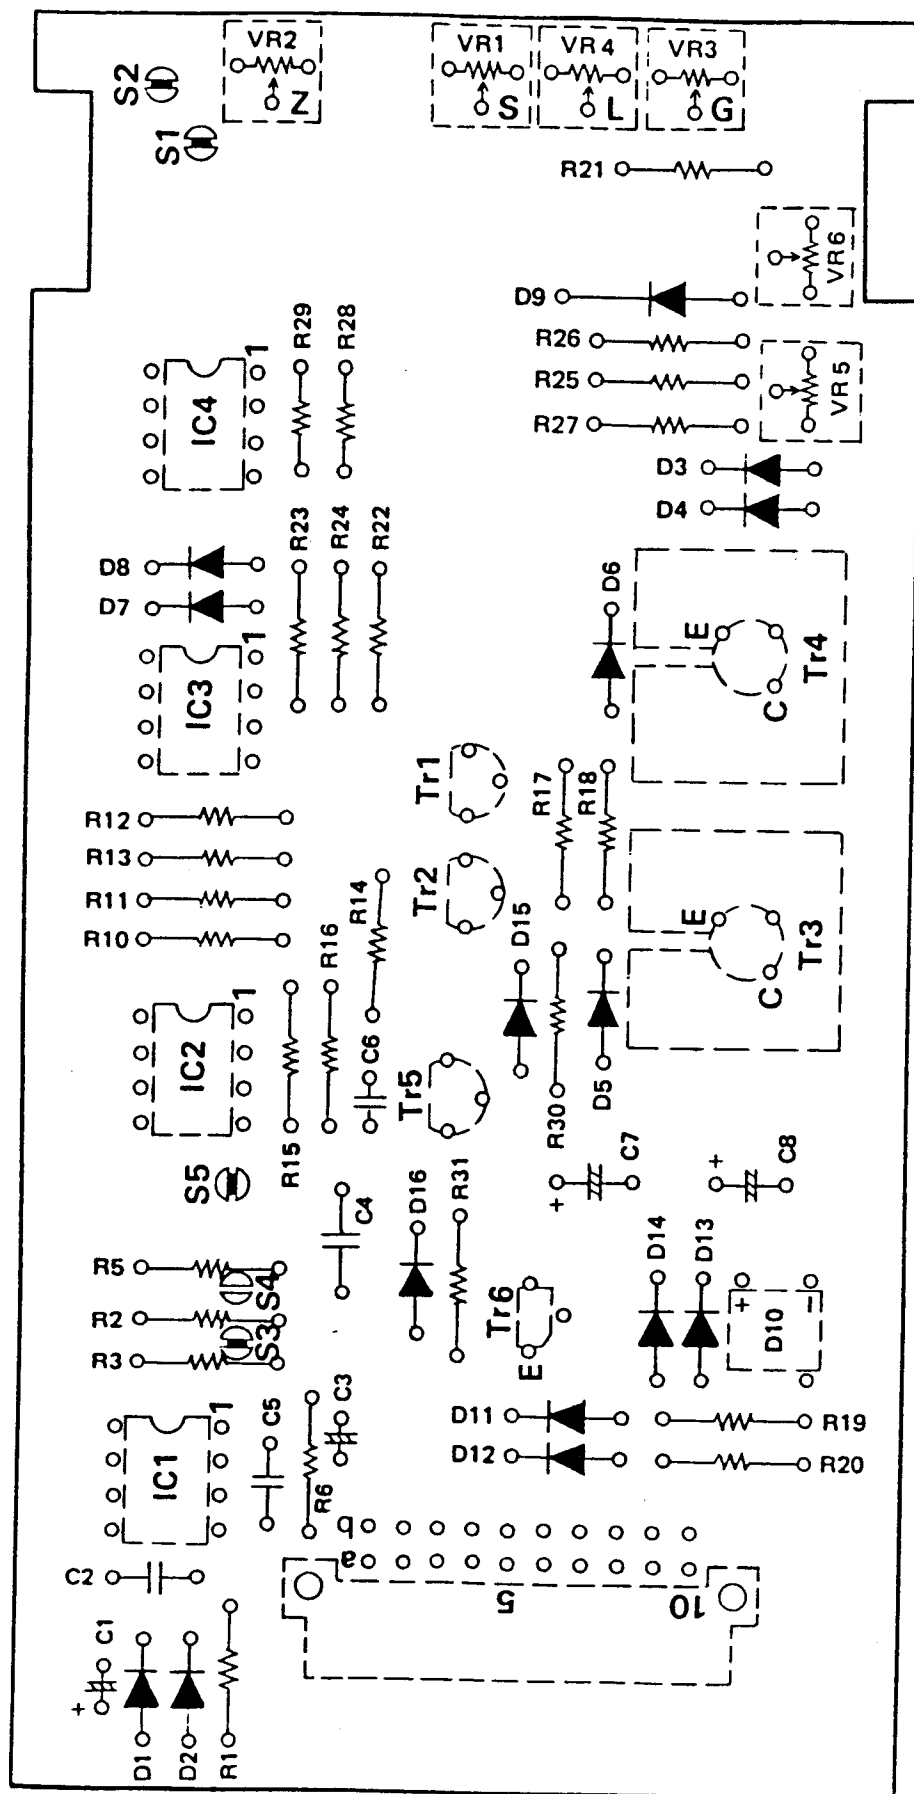 VR2
VR1
VR4
VR3
S2
Z
S
L
G
S1
R21
VR6
D9
R29
R28
R26
1
R25
VR5
IC4
R27
D3
R23
R24
R22
D4
D8
D6
D7
1
E
Tr4
IC3
C
Tr1
R17
R18
R12
R13
Tr2
R14
R11
E
D15
R10
R16
Tr3
1
C
IC2
C6
Tr5
D5
R30
R15
S5
C7
+
+
C8
D16
R31
C4
D14
D13
R5
S4
Tr6
+
–
R2
S3
D10
R3
E
1
C5
C3
D11
R19
IC1
D12
R20
R6
b
a
C2
5
10
C1
+
D1
D2
R1